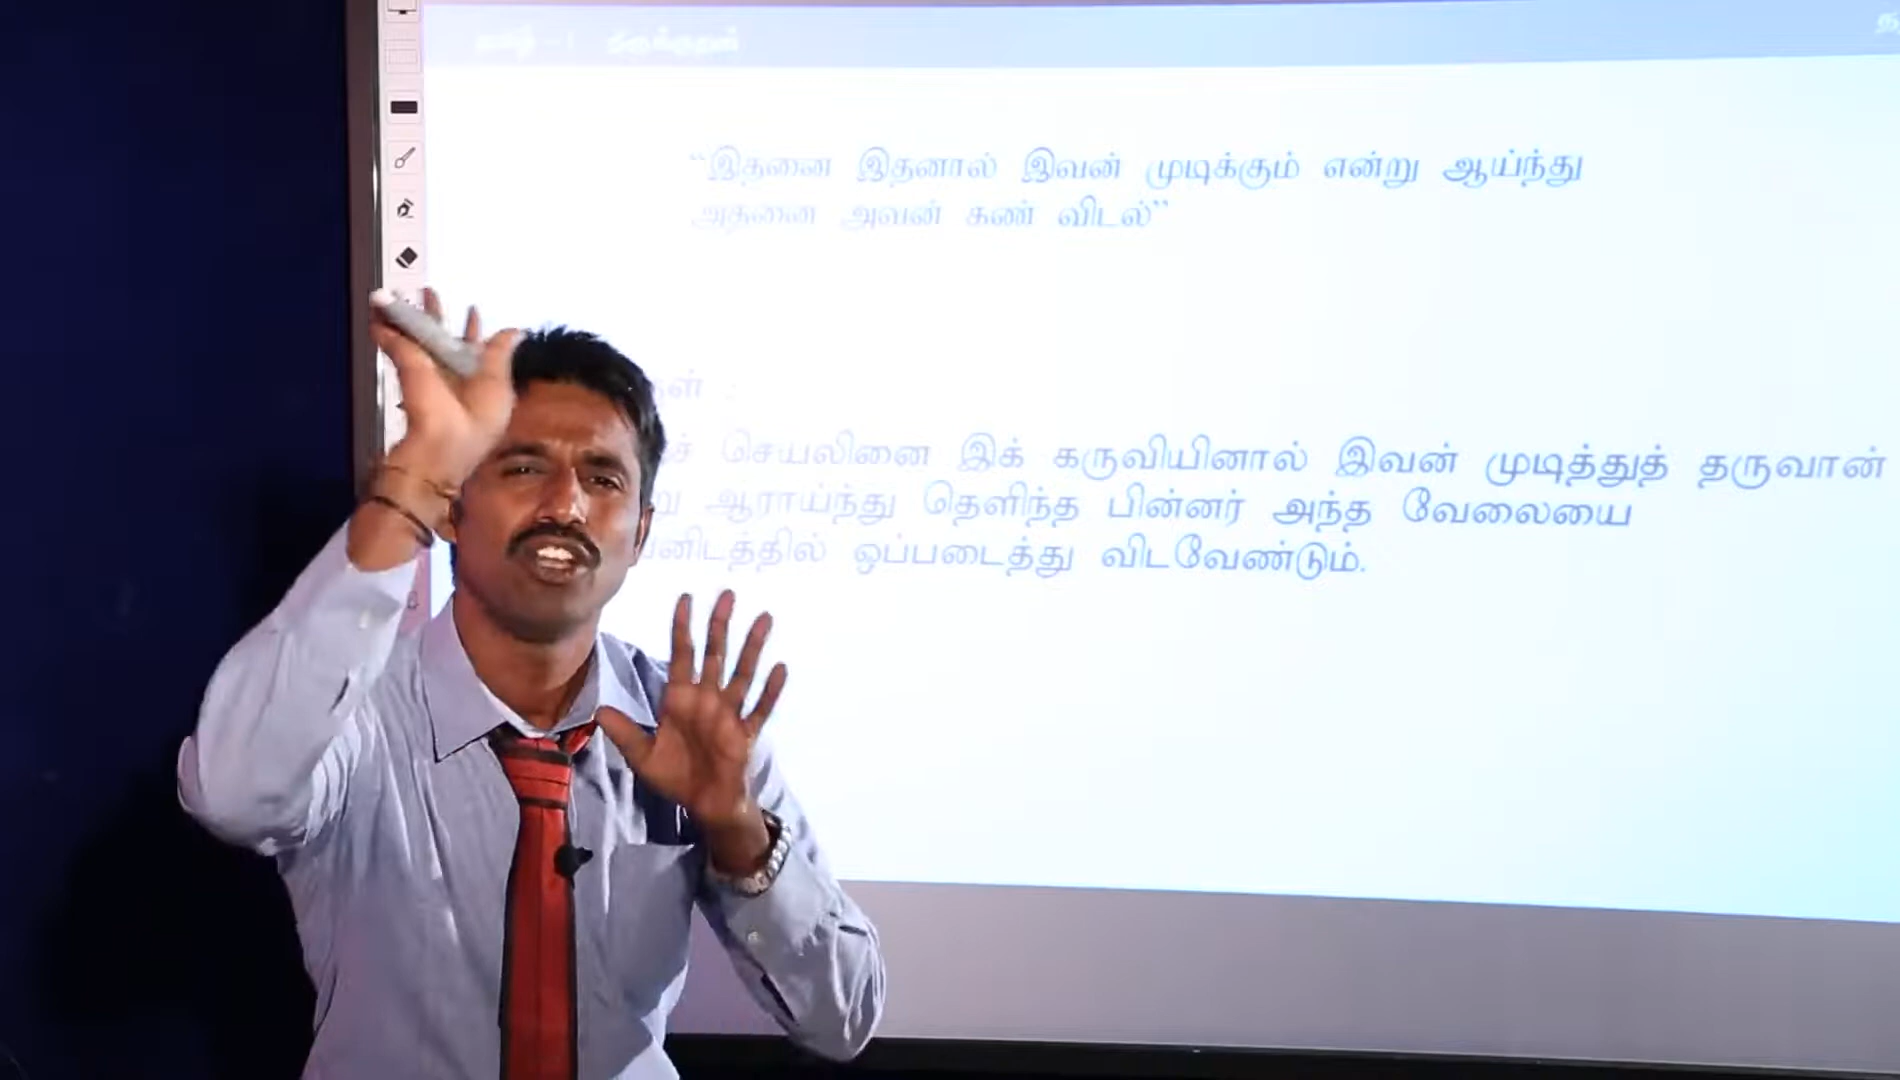 திருக்குறள்
“இதனை இதனால் இவன் முடிக்கும் என்று ஆய்ந்து
அதனை அவன் கண் விடல்”
செயலினை இக் கருவியினால் இவன் முடித்துத் தருவான்
ஆராய்ந்து தெளிந்த பின்னர் அந்த வேலையை
ஒப்படைத்து விடவேண்டும்.